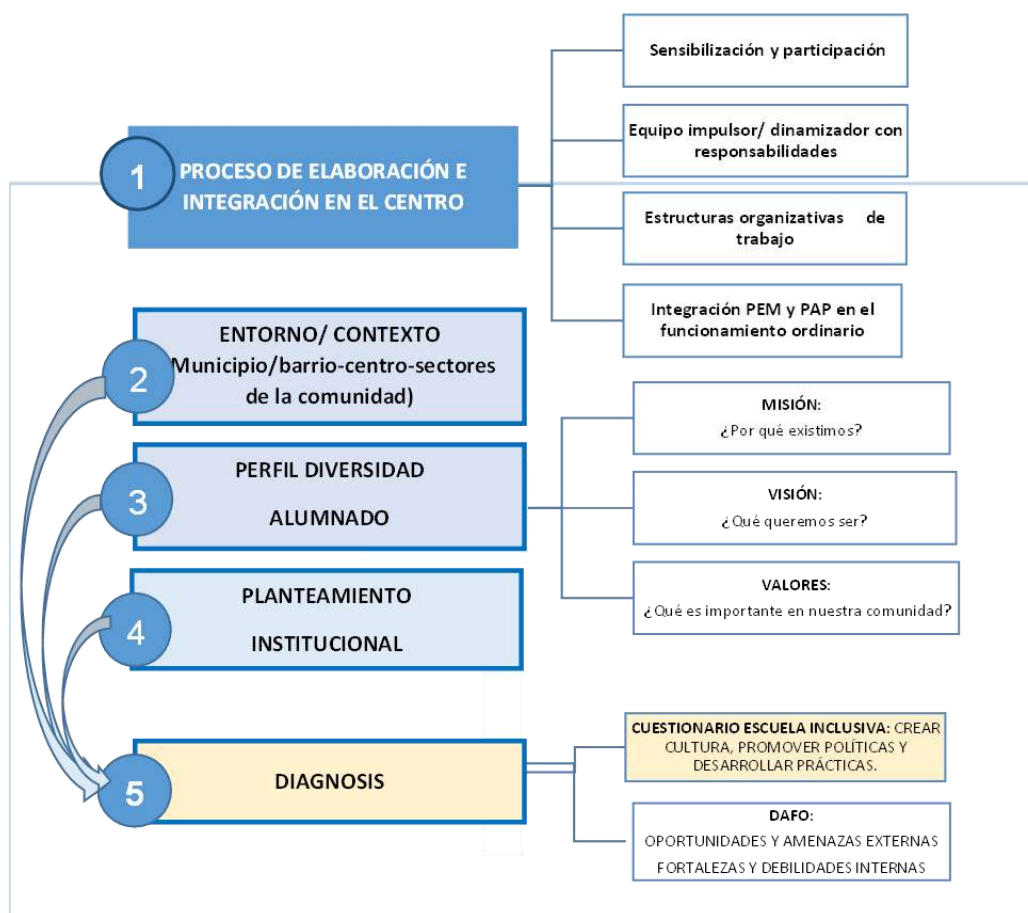 Sensibilización y participación
1
PROCESO DE ELABORACIÓN E
INTEGRACIÓN EN EL CENTRO
Equipo impulsor/ dinamizador con
responsabilidades
Estructuras organizativas de
trabajo
Integración PEM y PAP en el
funcionamiento ordinario
2
ENTORNO/ CONTEXTO
Municipio/barrio-centro-sectores
de la comunidad)
3
PERFIL DIVERSIDAD
ALUMNADO
MISIÓN:
¿Por qué existimos?
VISIÓN:
¿Qué queremos ser?
VALORES:
¿Qué es importante en nuestra comunidad?
4
PLANTEAMIENTO
INSTITUCIONAL
5
DIAGNOSIS
CUESTIONARIO ESCUELA INCLUSIVA: CREAR
CULTURA, PROMOVER POLÍTICAS Y
DESARROLLAR PRÁCTICAS.
DAFO:
OPORTUNIDADES Y AMENAZAS EXTERNAS
FORTALEZAS Y DEBILIDADES INTERNAS